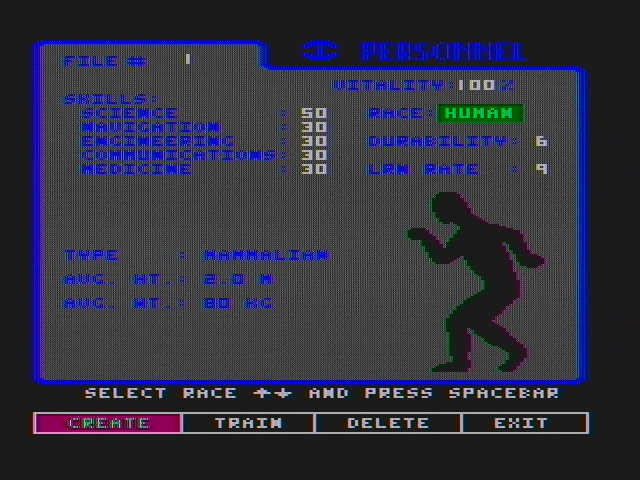 PERSONNEL
FILE # 1
VITALITY:100%
SKILLS:
SCIENCE : 50 RACE: HUMAN
NAVIGATION : 30
ENGINEERING : 30 DURABILITY: 6
COMMUNICATIONS: 30
MEDICINE : 30 LRN RATE : 9
TYPE : MAMMALIAN
AVG. HT.: 2.0 M
AVG. WT.: 80 KG
SELECT RACE ↑↓ AND PRESS SPACEBAR
CREATE TRAIN DELETE EXIT